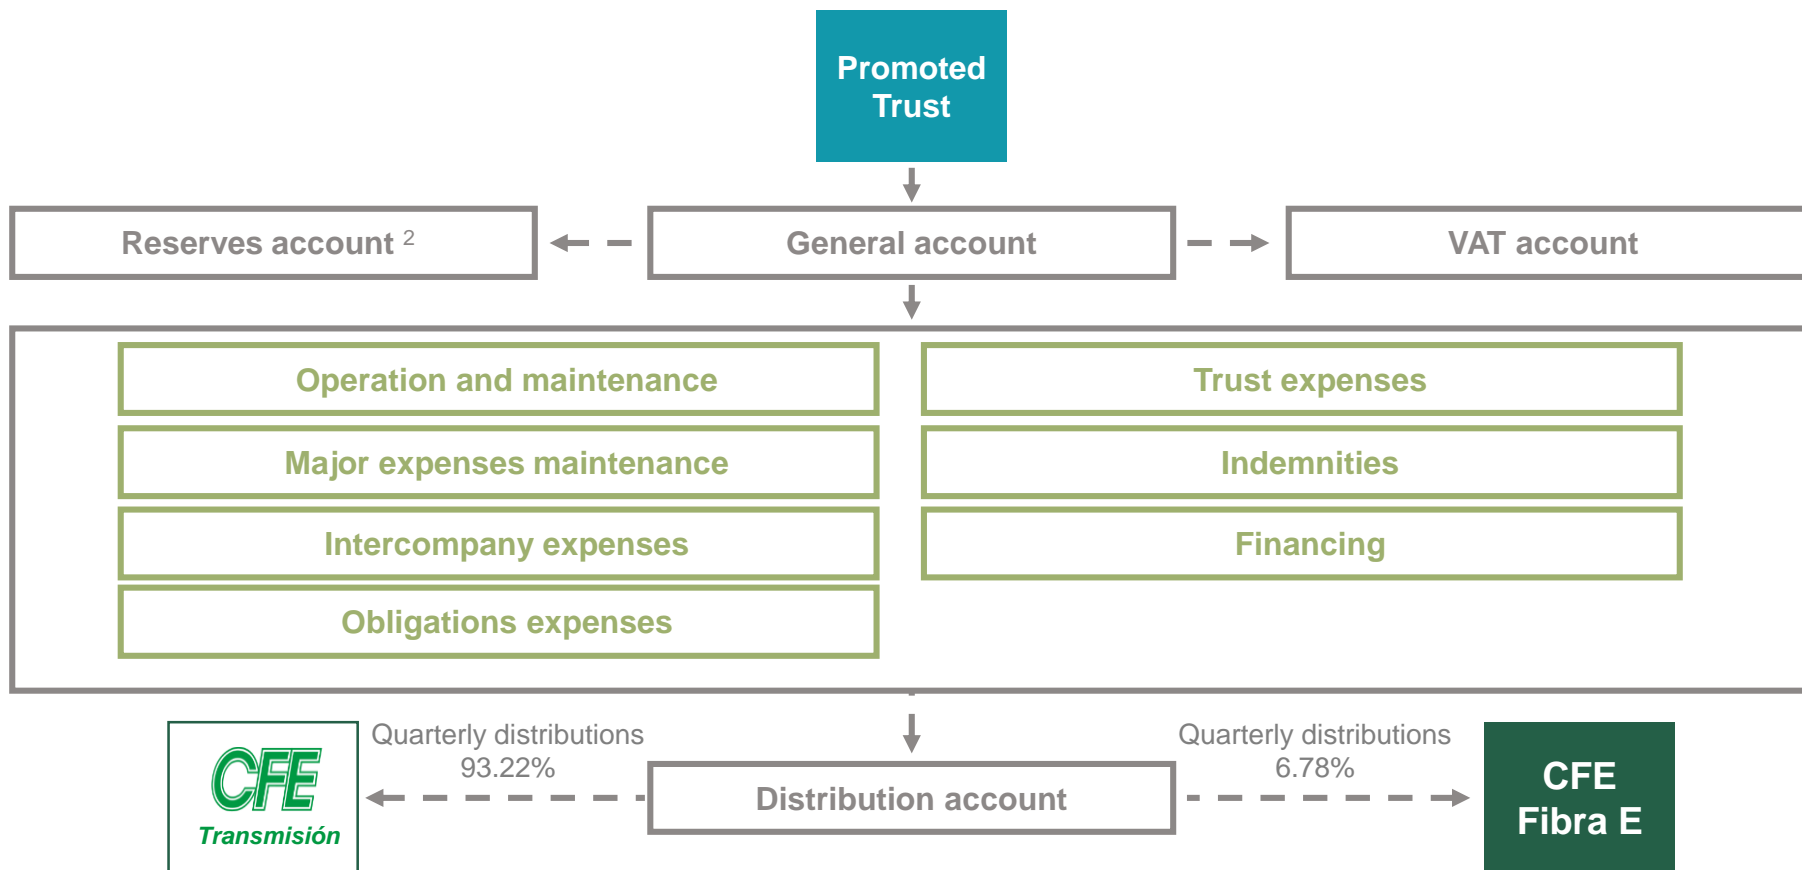 Promoted
Trust
Reserves account 2
General account
VAT account
Operation and maintenance
Trust expenses
Major expenses maintenance
Indemnities
Intercompany expenses
Financing
Obligations expenses
CFE
Transmisión
Quarterly distributions
93.22%
Distribution account
Quarterly distributions
6.78%
CFE
Fibra E